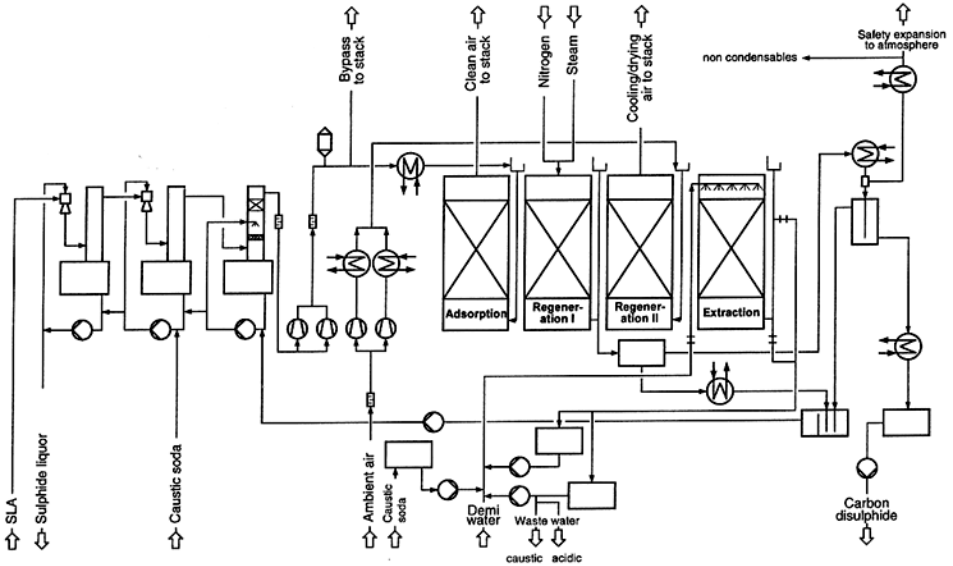 Bypass
to stack
Clean air
to stack
Nitrogen
Steam
Cooling/drying
air to stack
Safety expansion
to atmosphere
non condensables
M
M
M
M
M
Adsorption
Regener-
ation I
Regener-
ation II
Extraction
M
M
SLA
Sulphide liquor
Caustic soda
Ambient air
Caustic
soda
Demi
water
Waste water
caustic
acidic
Carbon
disulphide